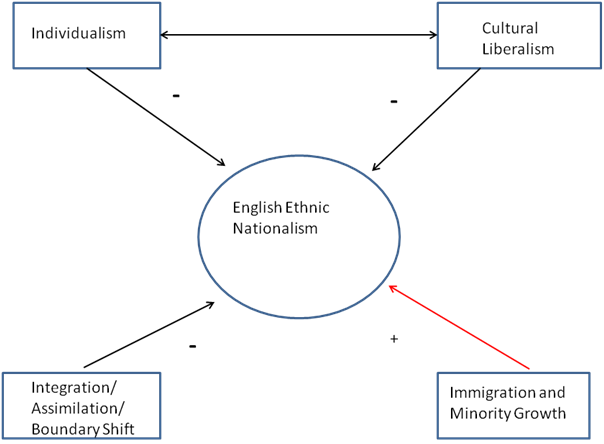 Individualism
Cultural
Liberalism
-
-
English Ethnic
Nationalism
-
+
Integration/
Assimilation/
Boundary Shift
Immigration and
Minority Growth